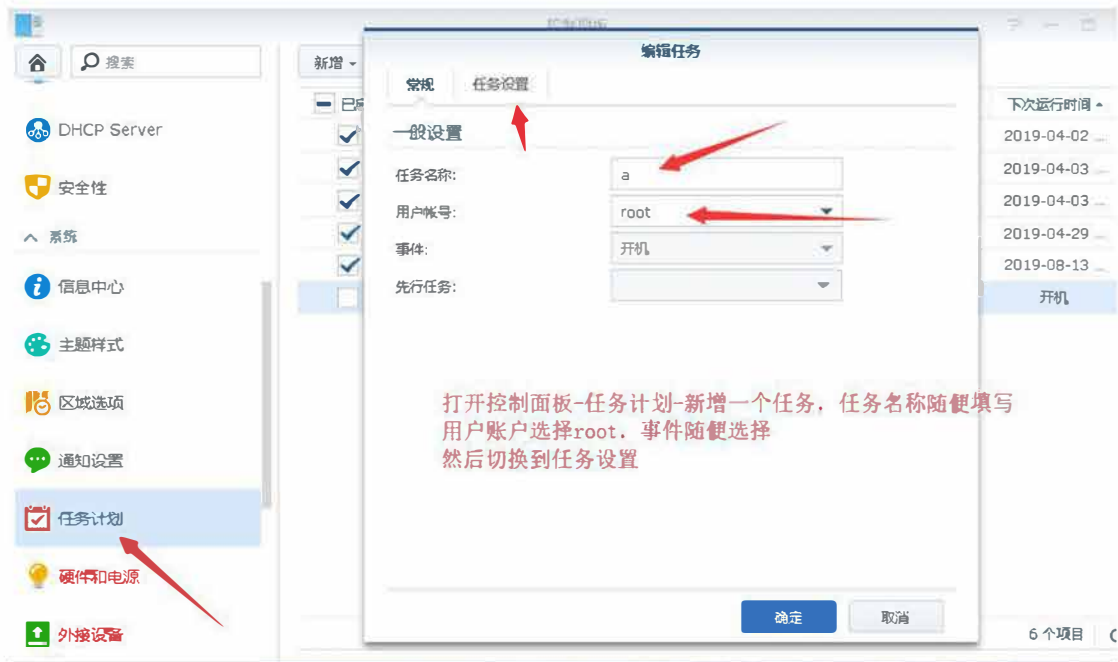 控制面板
搜索
DHCP Server
安全性
系统
信息中心
主题样式
区域选项
通知设置
任务计划
硬件和电源
外接设备
新增
编辑任务
常规
任务设置
一般设置
任务名称:
a
用户帐号:
root
事件:
开机
先行任务:
打开控制面板-任务计划-新增一个任务，任务名称随便填写
用户账户选择root．事件随便选择
然后切换到任务设置
确定
取消
下次运行时间
2019-04-02 ...
2019-04-03 ...
2019-04-03 ...
2019-04-29 ...
2019-08-13 ...
开机
6 个项目